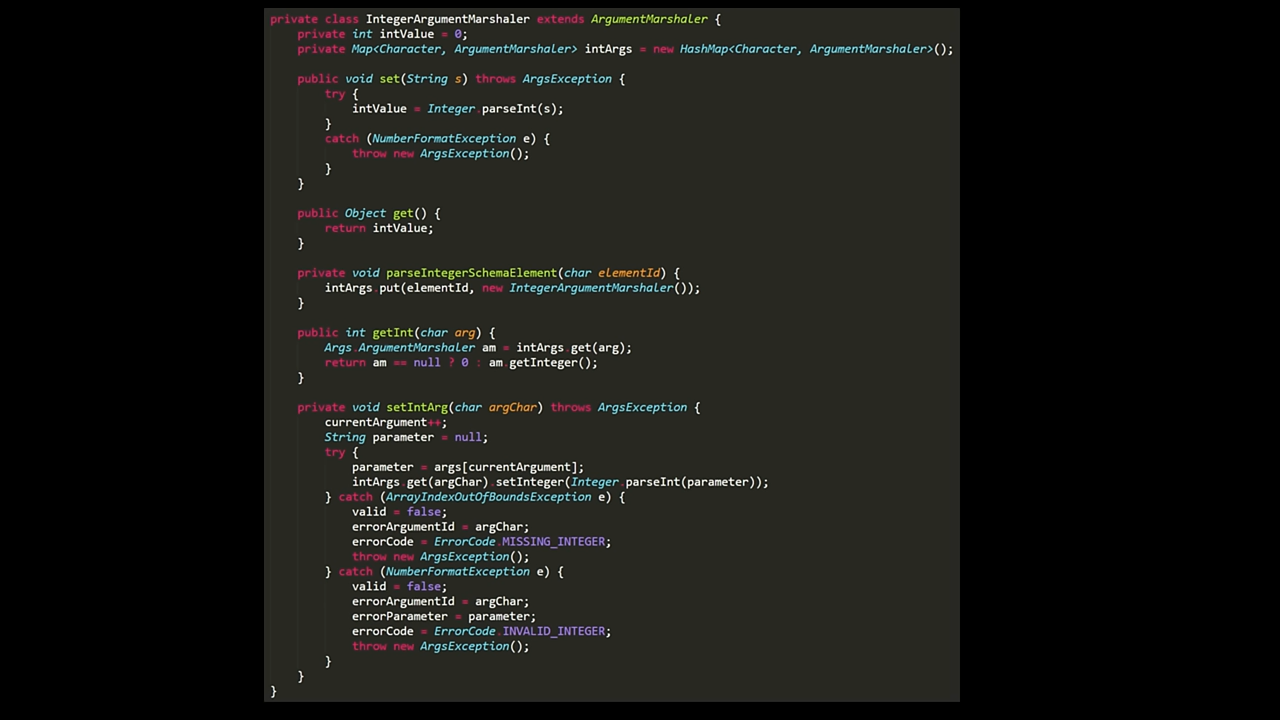 private class IntegerArgumentMarshaler extends ArgumentMarshaler {
    private int intValue = 0;
    private Map<Character, ArgumentMarshaler> intArgs = new HashMap<Character, ArgumentMarshaler>();

    public void set(String s) throws ArgsException {
        try {
            intValue = Integer.parseInt(s);
        }
        catch (NumberFormatException e) {
            throw new ArgsException();
        }
    }

    public Object get() {
        return intValue;
    }

    private void parseIntegerSchemaElement(char elementId) {
        intArgs.put(elementId, new IntegerArgumentMarshaler());
    }

    public int getInt(char arg) {
        Args.ArgumentMarshaler am = intArgs.get(arg);
        return am == null ? 0 : am.getInteger();
    }

    private void setIntArg(char argChar) throws ArgsException {
        currentArgument++;
        String parameter = null;
        try {
            parameter = args[currentArgument];
            intArgs.get(argChar).setInteger(Integer.parseInt(parameter));
        } catch (ArrayIndexOutOfBoundsException e) {
            valid = false;
            errorArgumentId = argChar;
            errorCode = ErrorCode.MISSING_INTEGER;
            throw new ArgsException();
        } catch (NumberFormatException e) {
            valid = false;
            errorArgumentId = argChar;
            errorParameter = parameter;
            errorCode = ErrorCode.INVALID_INTEGER;
            throw new ArgsException();
        }
    }
}